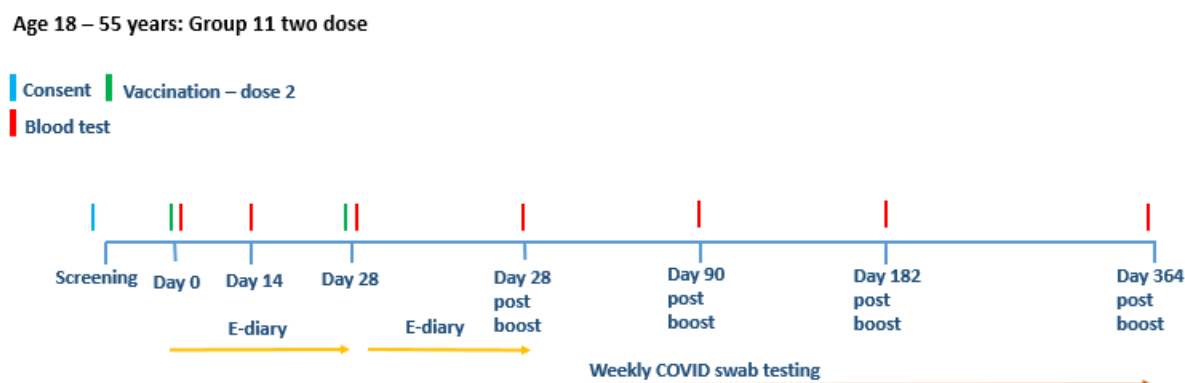 Age 18 – 55 years: Group 11 two dose
Consent
Vaccination – dose 2
Blood test
Screening
Day 0
Day 14
Day 28
Day 28
post
boost
Day 90
post
boost
Day 182
post
boost
Day 364
post
boost
E-diary
E-diary
Weekly COVID swab testing